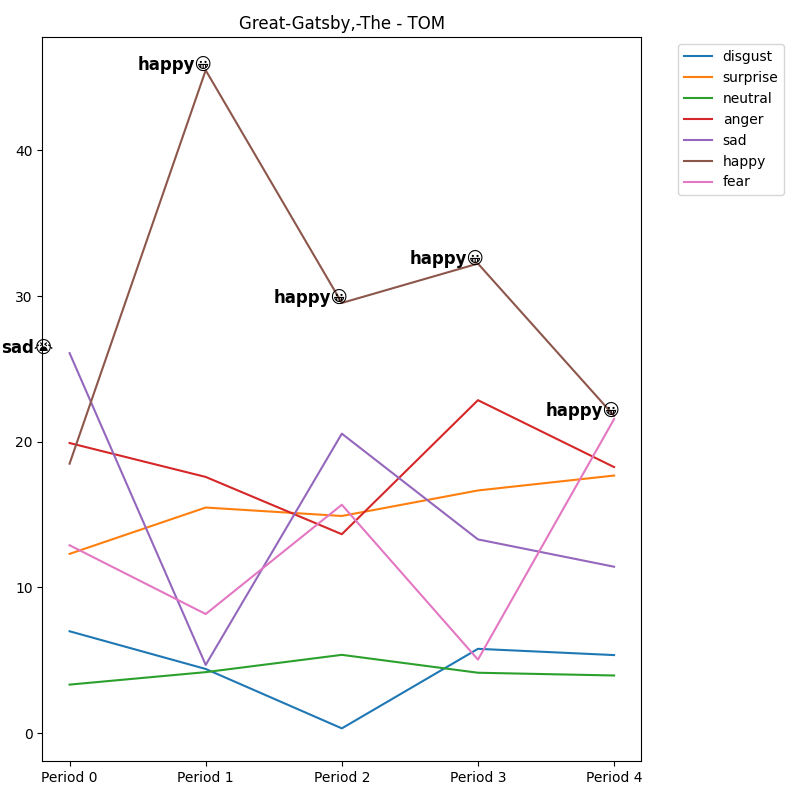 Great-Gatsby,-The - TOM
disgust
surprise
neutral
anger
sad
happy
fear
happy😀
happy😀
happy😀
sad😭
happy😀
40
30
20
10
0
Period 0
Period 1
Period 2
Period 3
Period 4